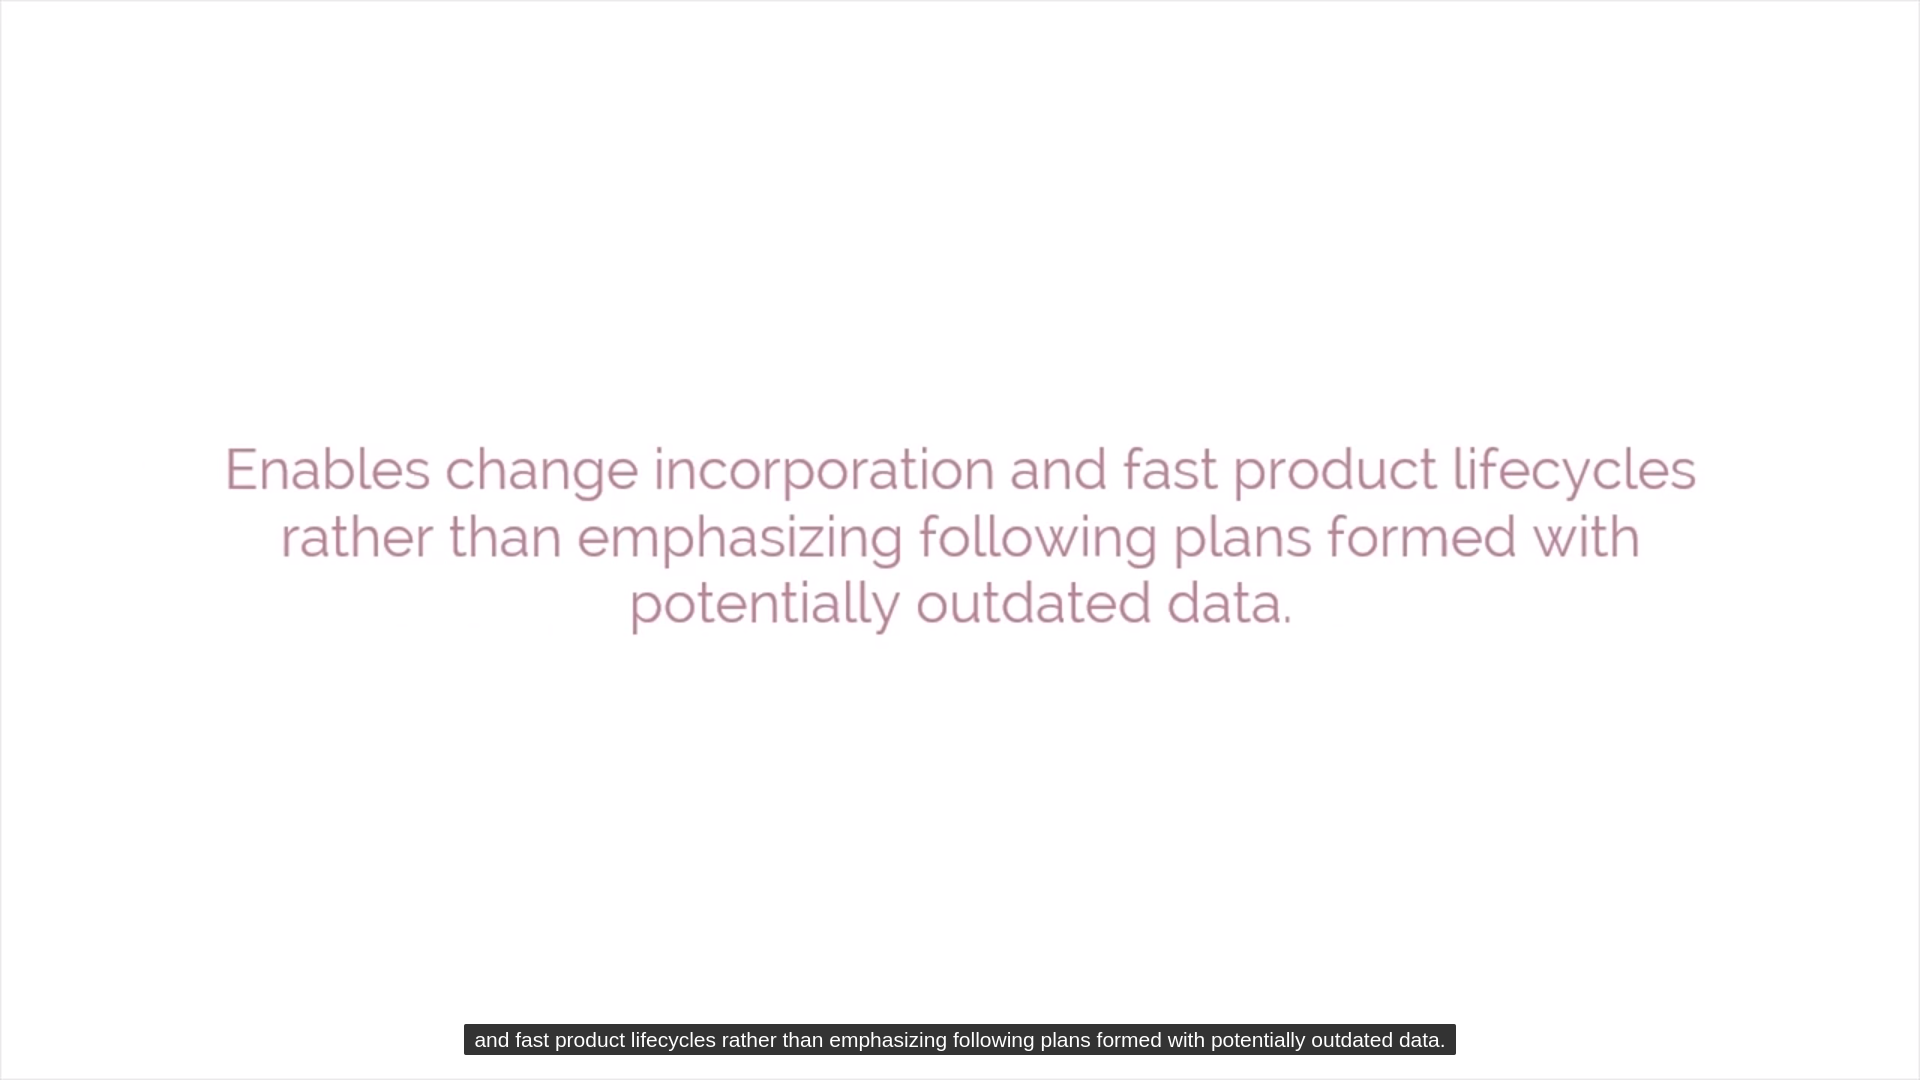 Enables change incorporation and fast product lifecycles
rather than emphasizing following plans formed with
potentially outdated data.
and fast product lifecycles rather than emphasizing following plans formed with potentially outdated data.